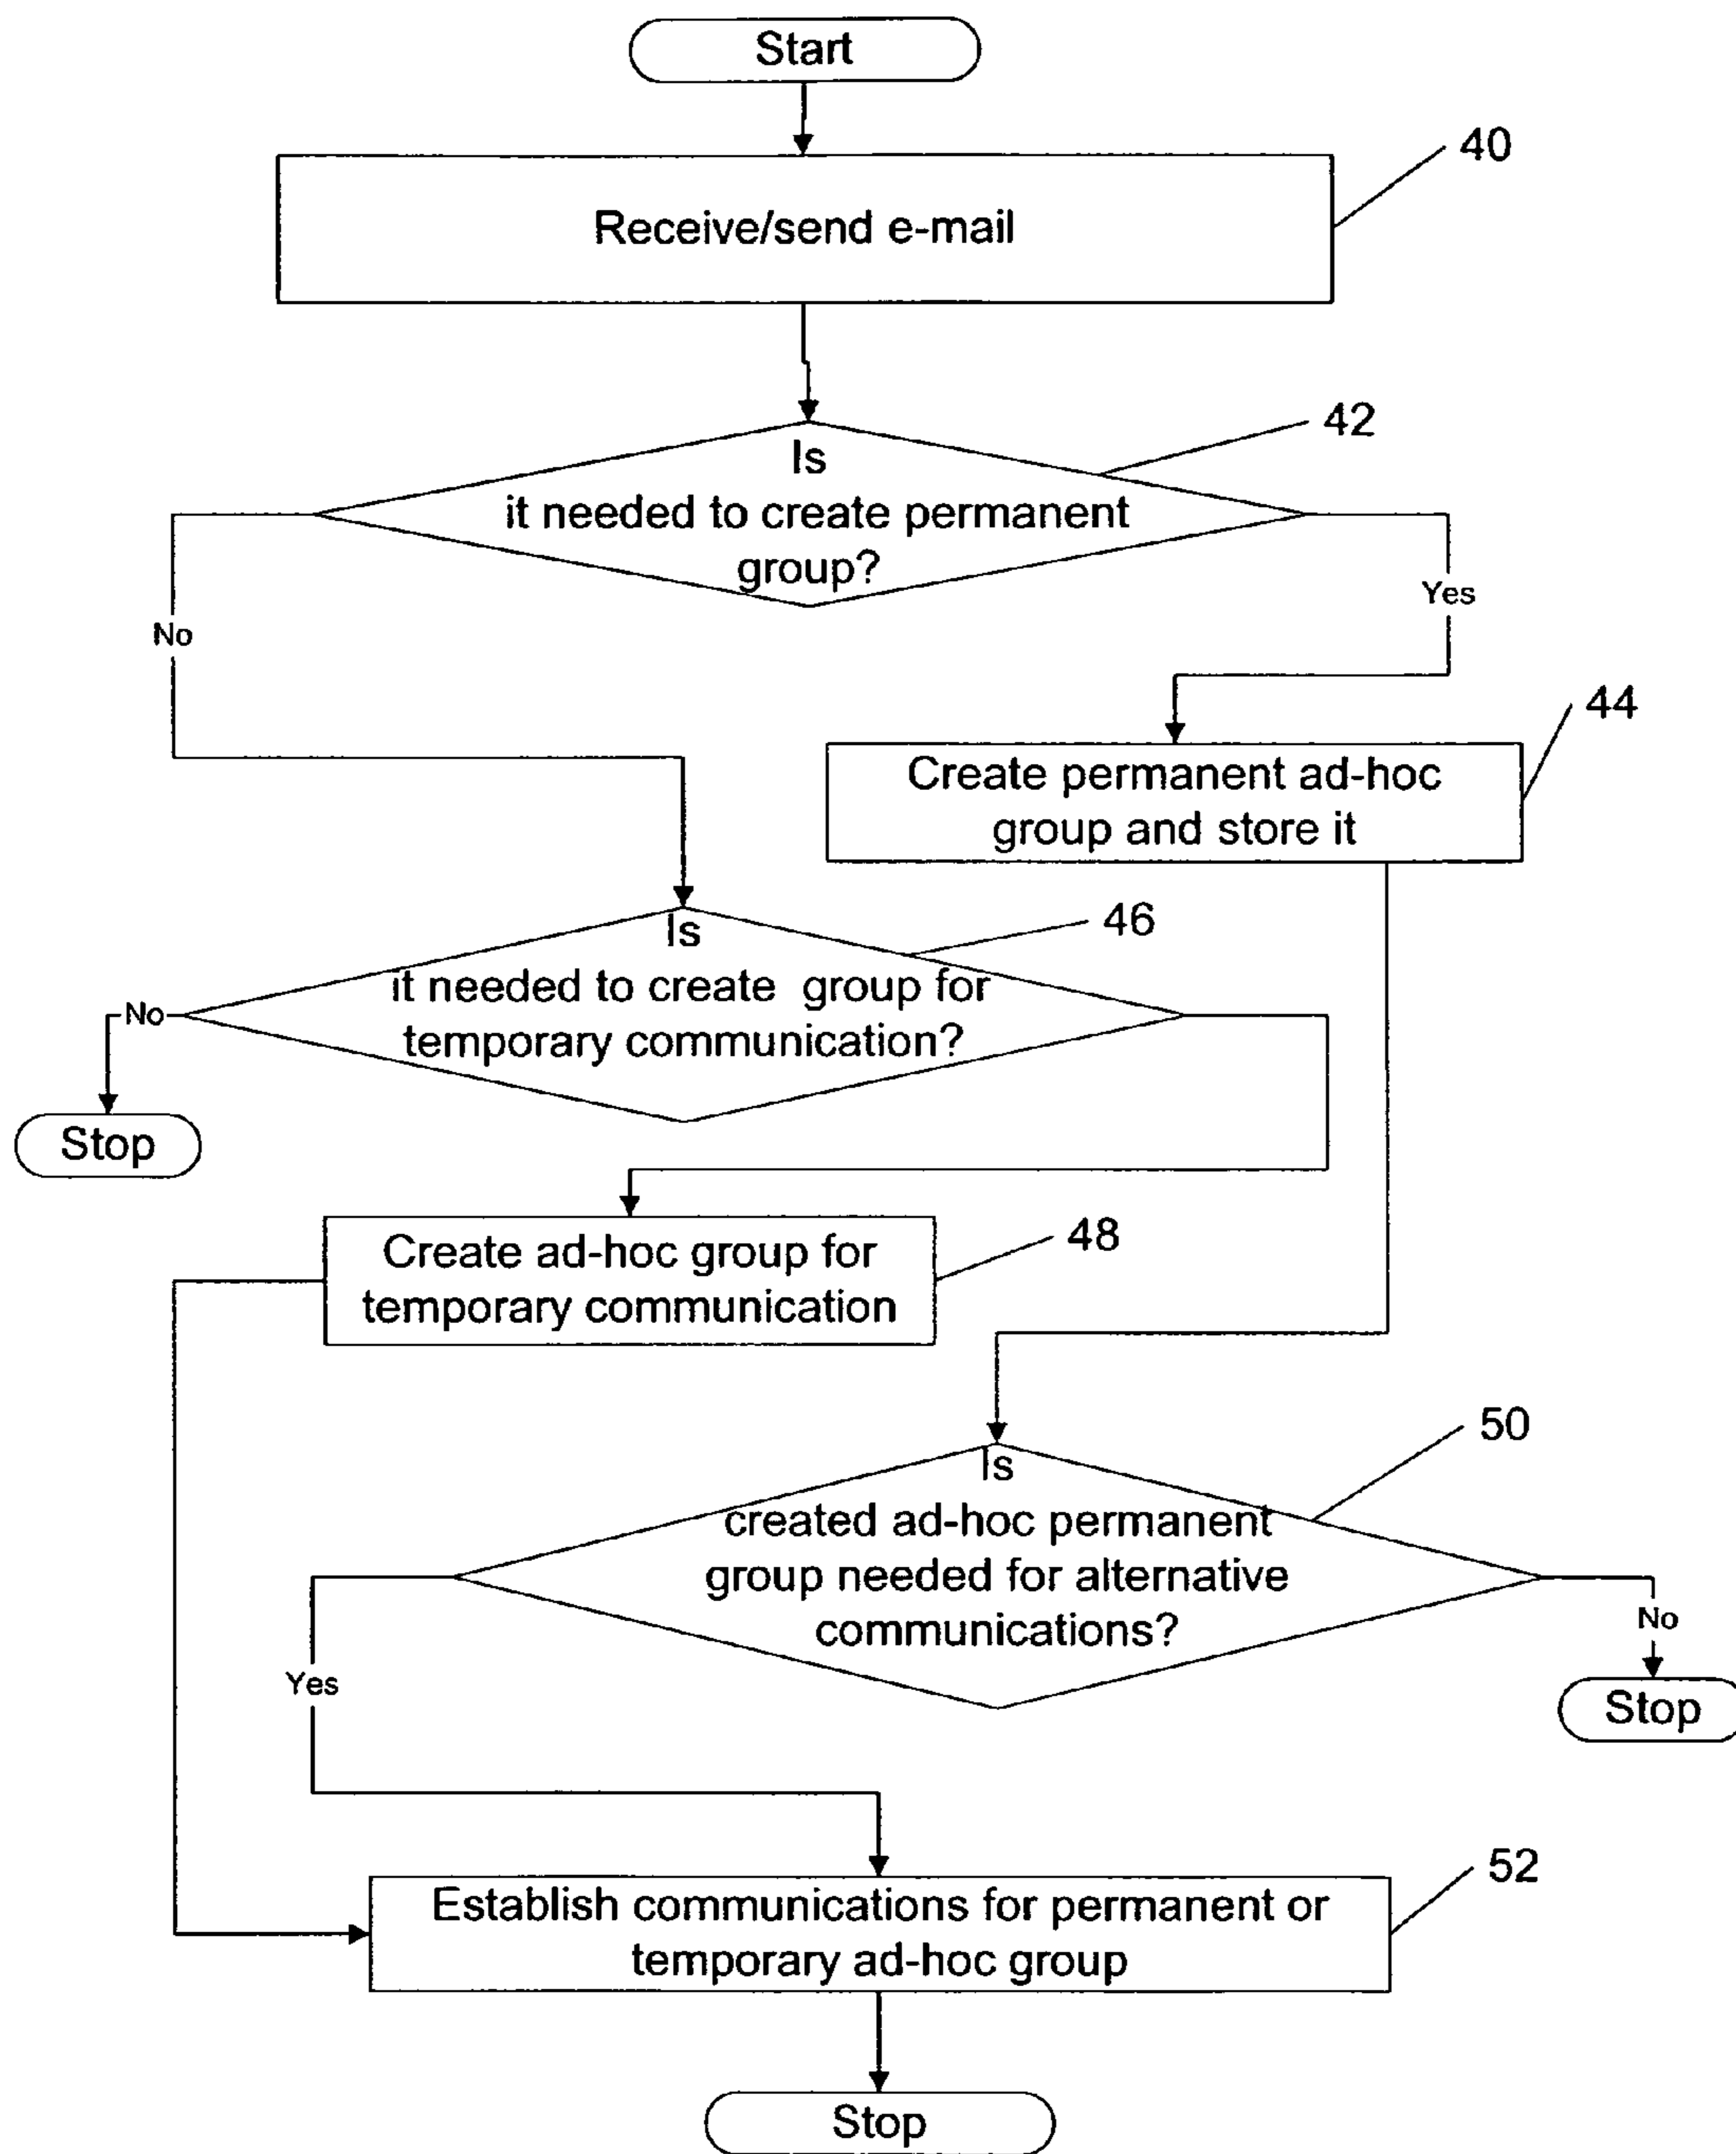 Start
40
Receive/send e-mail
42
Is
it needed to create permanent
group?
Yes
No
44
Create permanent ad-hoc
group and store it
46
Is
it needed to create group for
temporary communication?
No
Stop
48
Create ad-hoc group for
temporary communication
50
Is
created ad-hoc permanent
group needed for alternative
communications?
No
Yes
Stop
52
Establish communications for permanent or
temporary ad-hoc group
Stop